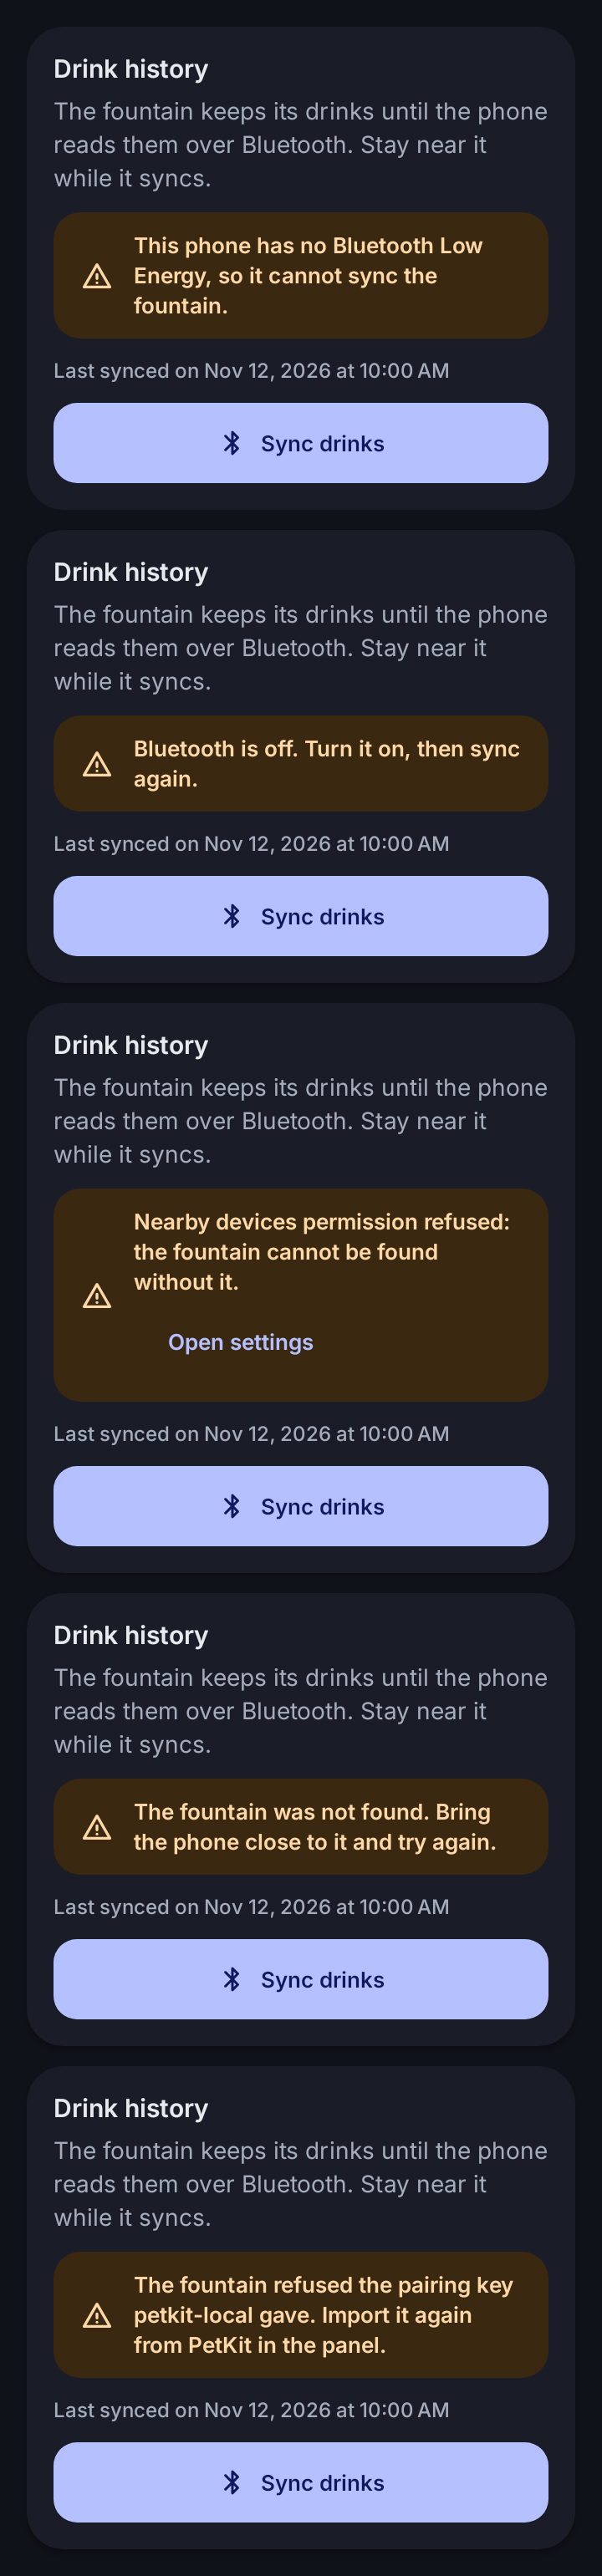 Drink history
The fountain keeps its drinks until the phone
reads them over Bluetooth. Stay near it
while it syncs.
This phone has no Bluetooth Low
Energy, so it cannot sync the
fountain.
Last synced on Nov 12, 2026 at 10:00 AM
Sync drinks
Drink history
The fountain keeps its drinks until the phone
reads them over Bluetooth. Stay near it
while it syncs.
Bluetooth is off. Turn it on, then sync
again.
Last synced on Nov 12, 2026 at 10:00 AM
Sync drinks
Drink history
The fountain keeps its drinks until the phone
reads them over Bluetooth. Stay near it
while it syncs.
Nearby devices permission refused:
the fountain cannot be found
without it.
Open settings
Last synced on Nov 12, 2026 at 10:00 AM
Sync drinks
Drink history
The fountain keeps its drinks until the phone
reads them over Bluetooth. Stay near it
while it syncs.
The fountain was not found. Bring
the phone close to it and try again.
Last synced on Nov 12, 2026 at 10:00 AM
Sync drinks
Drink history
The fountain keeps its drinks until the phone
reads them over Bluetooth. Stay near it
while it syncs.
The fountain refused the pairing key
petkit-local gave. Import it again
from PetKit in the panel.
Last synced on Nov 12, 2026 at 10:00 AM
Sync drinks